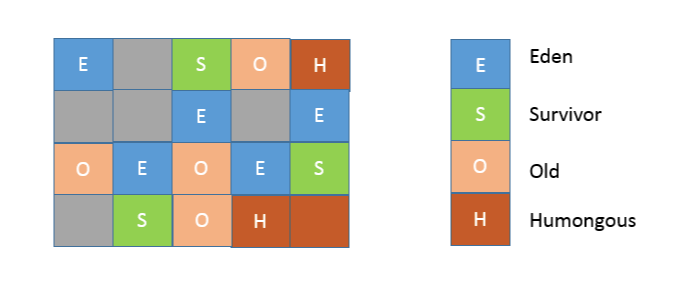 E S O H
E E
O E O E S
S O H
E Eden
S Survivor
O Old
H Humongous